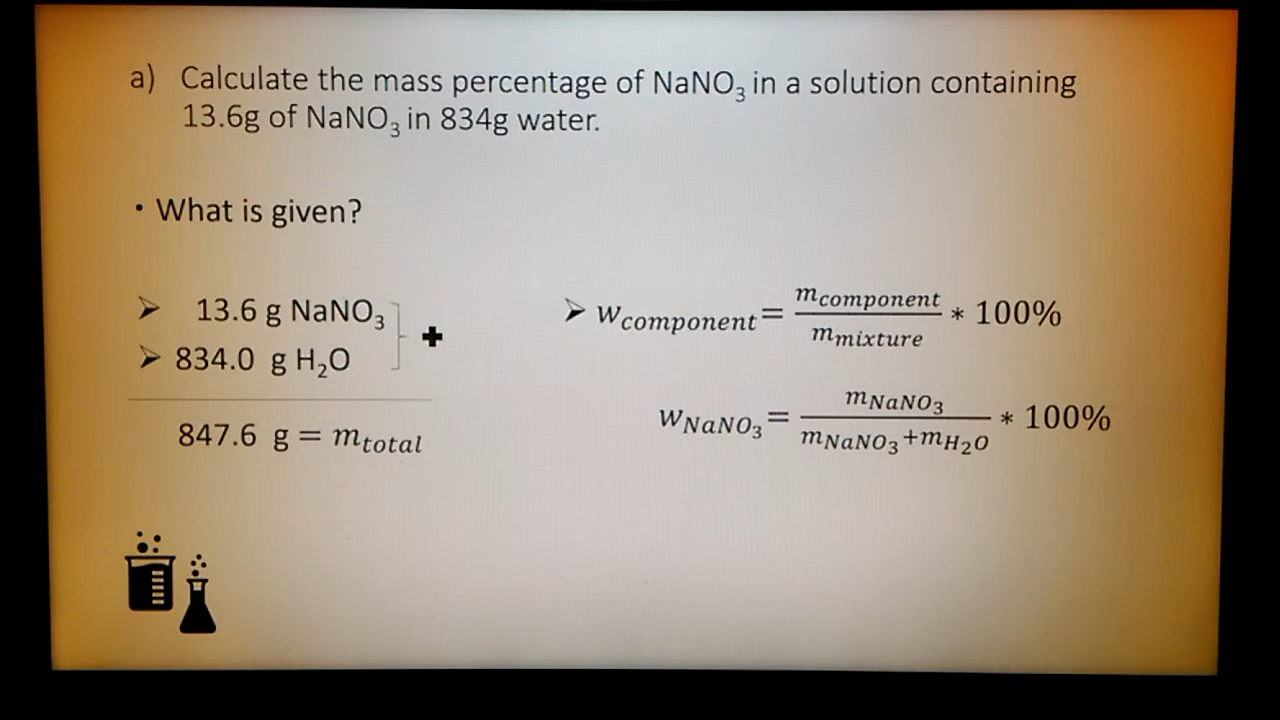 a) Calculate the mass percentage of NaNO₃ in a solution containing
13.6g of NaNO₃ in 834g water.
• What is given?
➢ 13.6 g NaNO₃
➢ 834.0 g H₂O
+
847.6 g = m_total
➢ w_component = m_component / m_mixture * 100%
w_NaNO₃ = m_NaNO₃ / m_NaNO₃ + m_H₂O * 100%